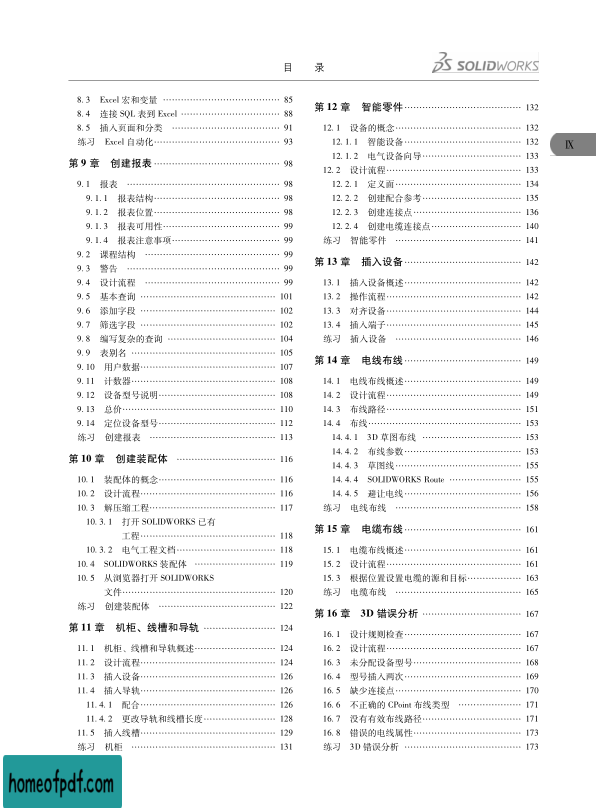 目 录
SOLIDWORKS
Ⅸ
8.3 Excel 宏和变量 …… 85
8.4 连接 SQL 表到 Excel …… 88
8.5 插入页面和分类 …… 91
练习 Excel 自动化 …… 93
第 9 章 创建报表 …… 98
9.1 报表 …… 98
9.1.1 报表结构 …… 98
9.1.2 报表位置 …… 98
9.1.3 报表可用性 …… 99
9.1.4 报表注意事项 …… 99
9.2 课程结构 …… 99
9.3 警告 …… 99
9.4 设计流程 …… 99
9.5 基本查询 …… 101
9.6 添加字段 …… 102
9.7 筛选字段 …… 102
9.8 编写复杂的查询 …… 104
9.9 表别名 …… 105
9.10 用户数据 …… 107
9.11 计数器 …… 108
9.12 设备型号说明 …… 108
9.13 总价 …… 110
9.14 定位设备型号 …… 112
练习 创建报表 …… 113
第 10 章 创建装配体 …… 116
10.1 装配体的概念 …… 116
10.2 设计流程 …… 116
10.3 解压缩工程 …… 117
10.3.1 打开 SOLIDWORKS 已有
工程 …… 118
10.3.2 电气工程文档 …… 118
10.4 SOLIDWORKS 装配体 …… 119
10.5 从浏览器打开 SOLIDWORKS
文件 …… 120
练习 创建装配体 …… 122
第 11 章 机柜、线槽和导轨 …… 124
11.1 机柜、线槽和导轨概述 …… 124
11.2 设计流程 …… 124
11.3 插入设备 …… 126
11.4 插入导轨 …… 126
11.4.1 配合 …… 126
11.4.2 更改导轨和线槽长度 …… 128
11.5 插入线槽 …… 129
练习 机柜 …… 131
第 12 章 智能零件 …… 132
12.1 设备的概念 …… 132
12.1.1 智能设备 …… 132
12.1.2 电气设备向导 …… 133
12.2 设计流程 …… 133
12.2.1 定义面 …… 134
12.2.2 创建配合参考 …… 135
12.2.3 创建连接点 …… 136
12.2.4 创建电缆连接点 …… 140
练习 智能零件 …… 141
第 13 章 插入设备 …… 142
13.1 插入设备概述 …… 142
13.2 操作流程 …… 142
13.3 对齐设备 …… 144
13.4 插入端子 …… 145
练习 插入设备 …… 146
第 14 章 电线布线 …… 149
14.1 电线布线概述 …… 149
14.2 设计流程 …… 149
14.3 布线路径 …… 151
14.4 布线 …… 153
14.4.1 3D 草图布线 …… 153
14.4.2 布线参数 …… 153
14.4.3 草图线 …… 155
14.4.4 SOLIDWORKS Route …… 155
14.4.5 避让电线 …… 156
练习 电线布线 …… 158
第 15 章 电缆布线 …… 161
15.1 电缆布线概述 …… 161
15.2 设计流程 …… 161
15.3 根据位置设置电缆的源和目标 …… 163
练习 电缆布线 …… 165
第 16 章 3D 错误分析 …… 167
16.1 设计规则检查 …… 167
16.2 设计流程 …… 167
16.3 未分配设备型号 …… 168
16.4 型号插入两次 …… 169
16.5 缺少连接点 …… 170
16.6 不正确的 CPoint 布线类型 …… 171
16.7 没有有效布线路径 …… 171
16.8 错误的电线属性 …… 173
练习 3D 错误分析 …… 173
homeofpdf.com